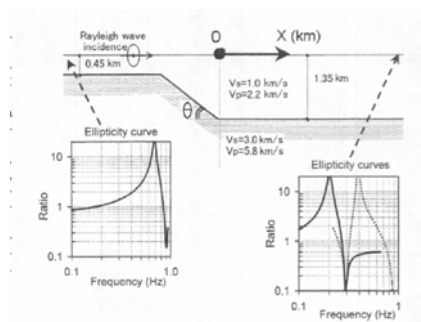 O X (km)
Rayleigh wave
incidence
0.45 km
1.35 km
Vs=1.0 km/s
Vp=2.2 km/s
θ
Vs=3.0 km/s
Vp=5.8 km/s
Ellipticity curve
Ratio
10
1
0.1
0.1 1.0
Frequency (Hz)
Ellipticity curves
Ratio
10
1
0.1
0.1 1
Frequency (Hz)